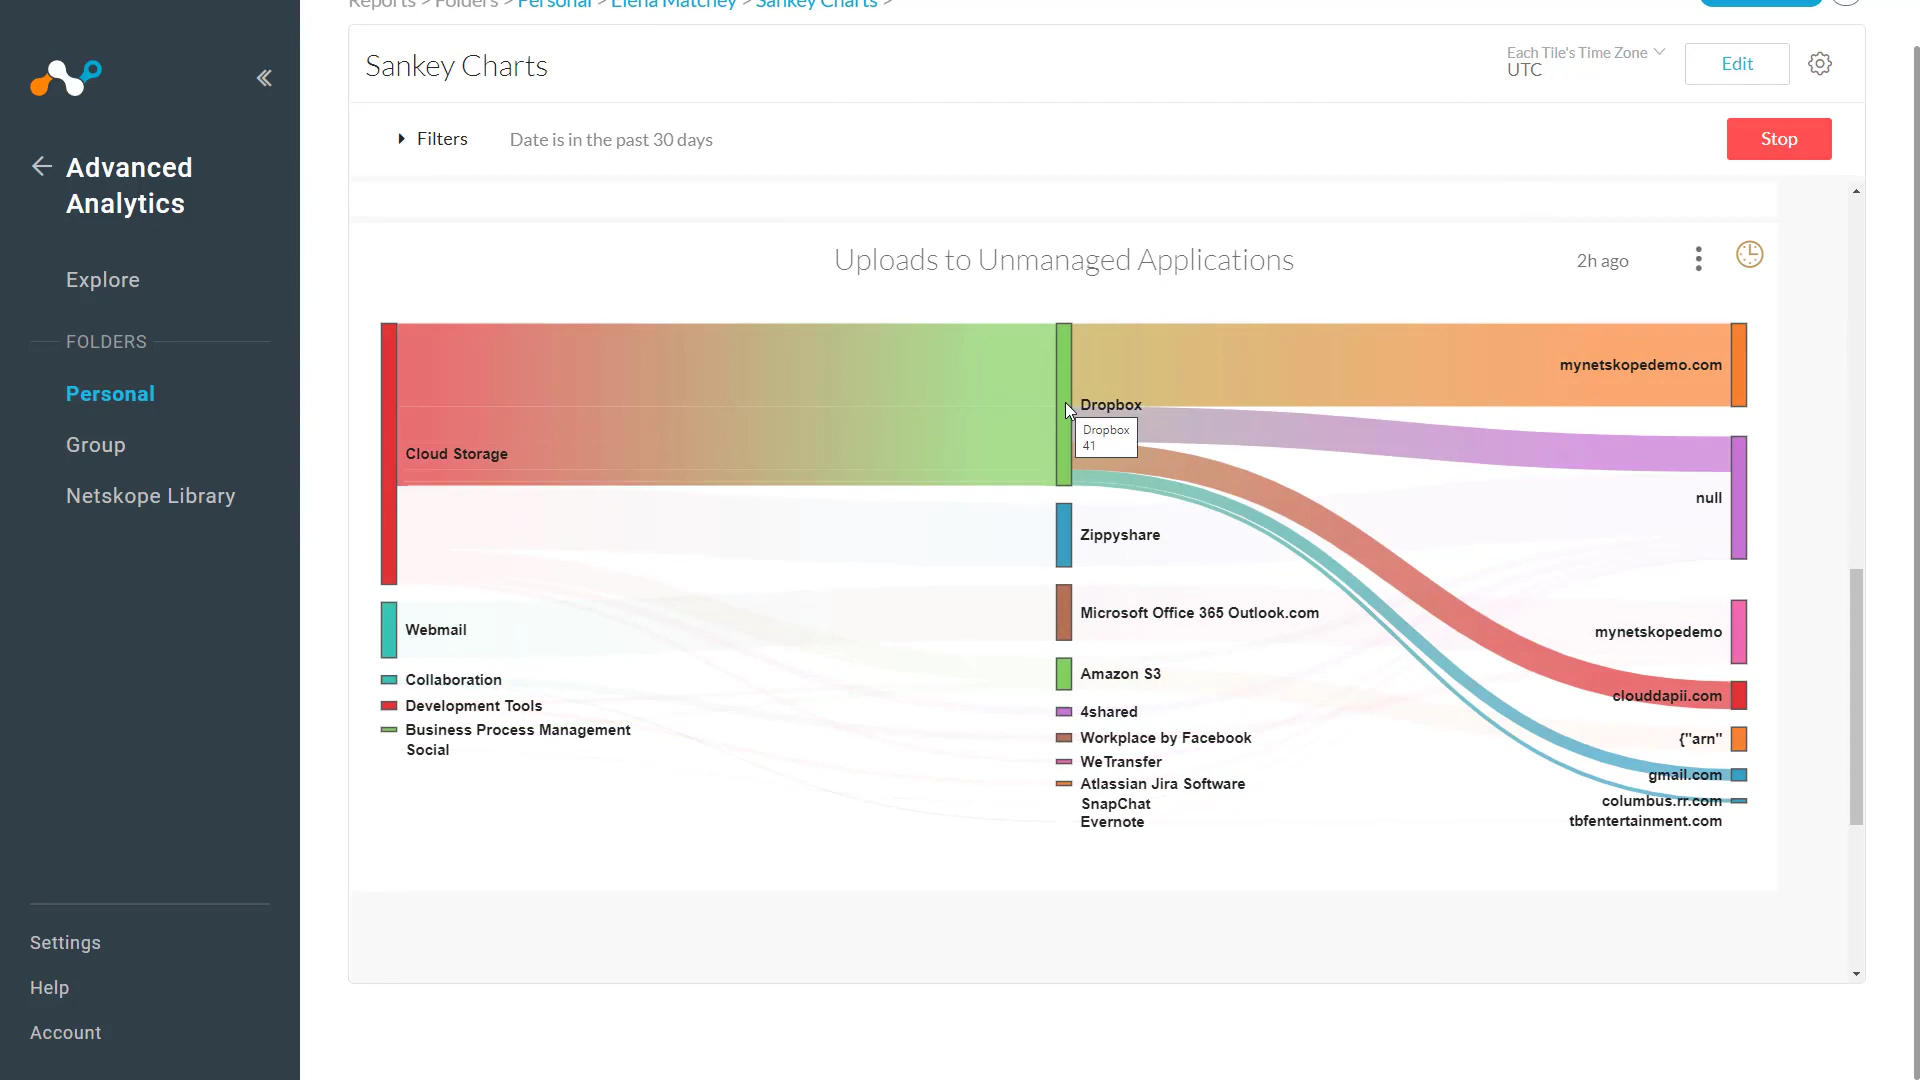 Reports > Folders > Personal > Elena Matchey > Sankey Charts >
Sankey Charts
Each Tile's Time Zone
UTC
Edit
Filters
Date is in the past 30 days
Stop
Advanced
Analytics
Explore
FOLDERS
Personal
Group
Netskope Library
Settings
Help
Account
Uploads to Unmanaged Applications
2h ago
Cloud Storage
Webmail
Collaboration
Development Tools
Business Process Management
Social
Dropbox
Dropbox
41
Zippyshare
Microsoft Office 365 Outlook.com
Amazon S3
4shared
Workplace by Facebook
WeTransfer
Atlassian Jira Software
SnapChat
Evernote
mynetskopedemo.com
null
mynetskopedemo
clouddapii.com
{"arn"
gmail.com
columbus.rr.com
tbfentertainment.com